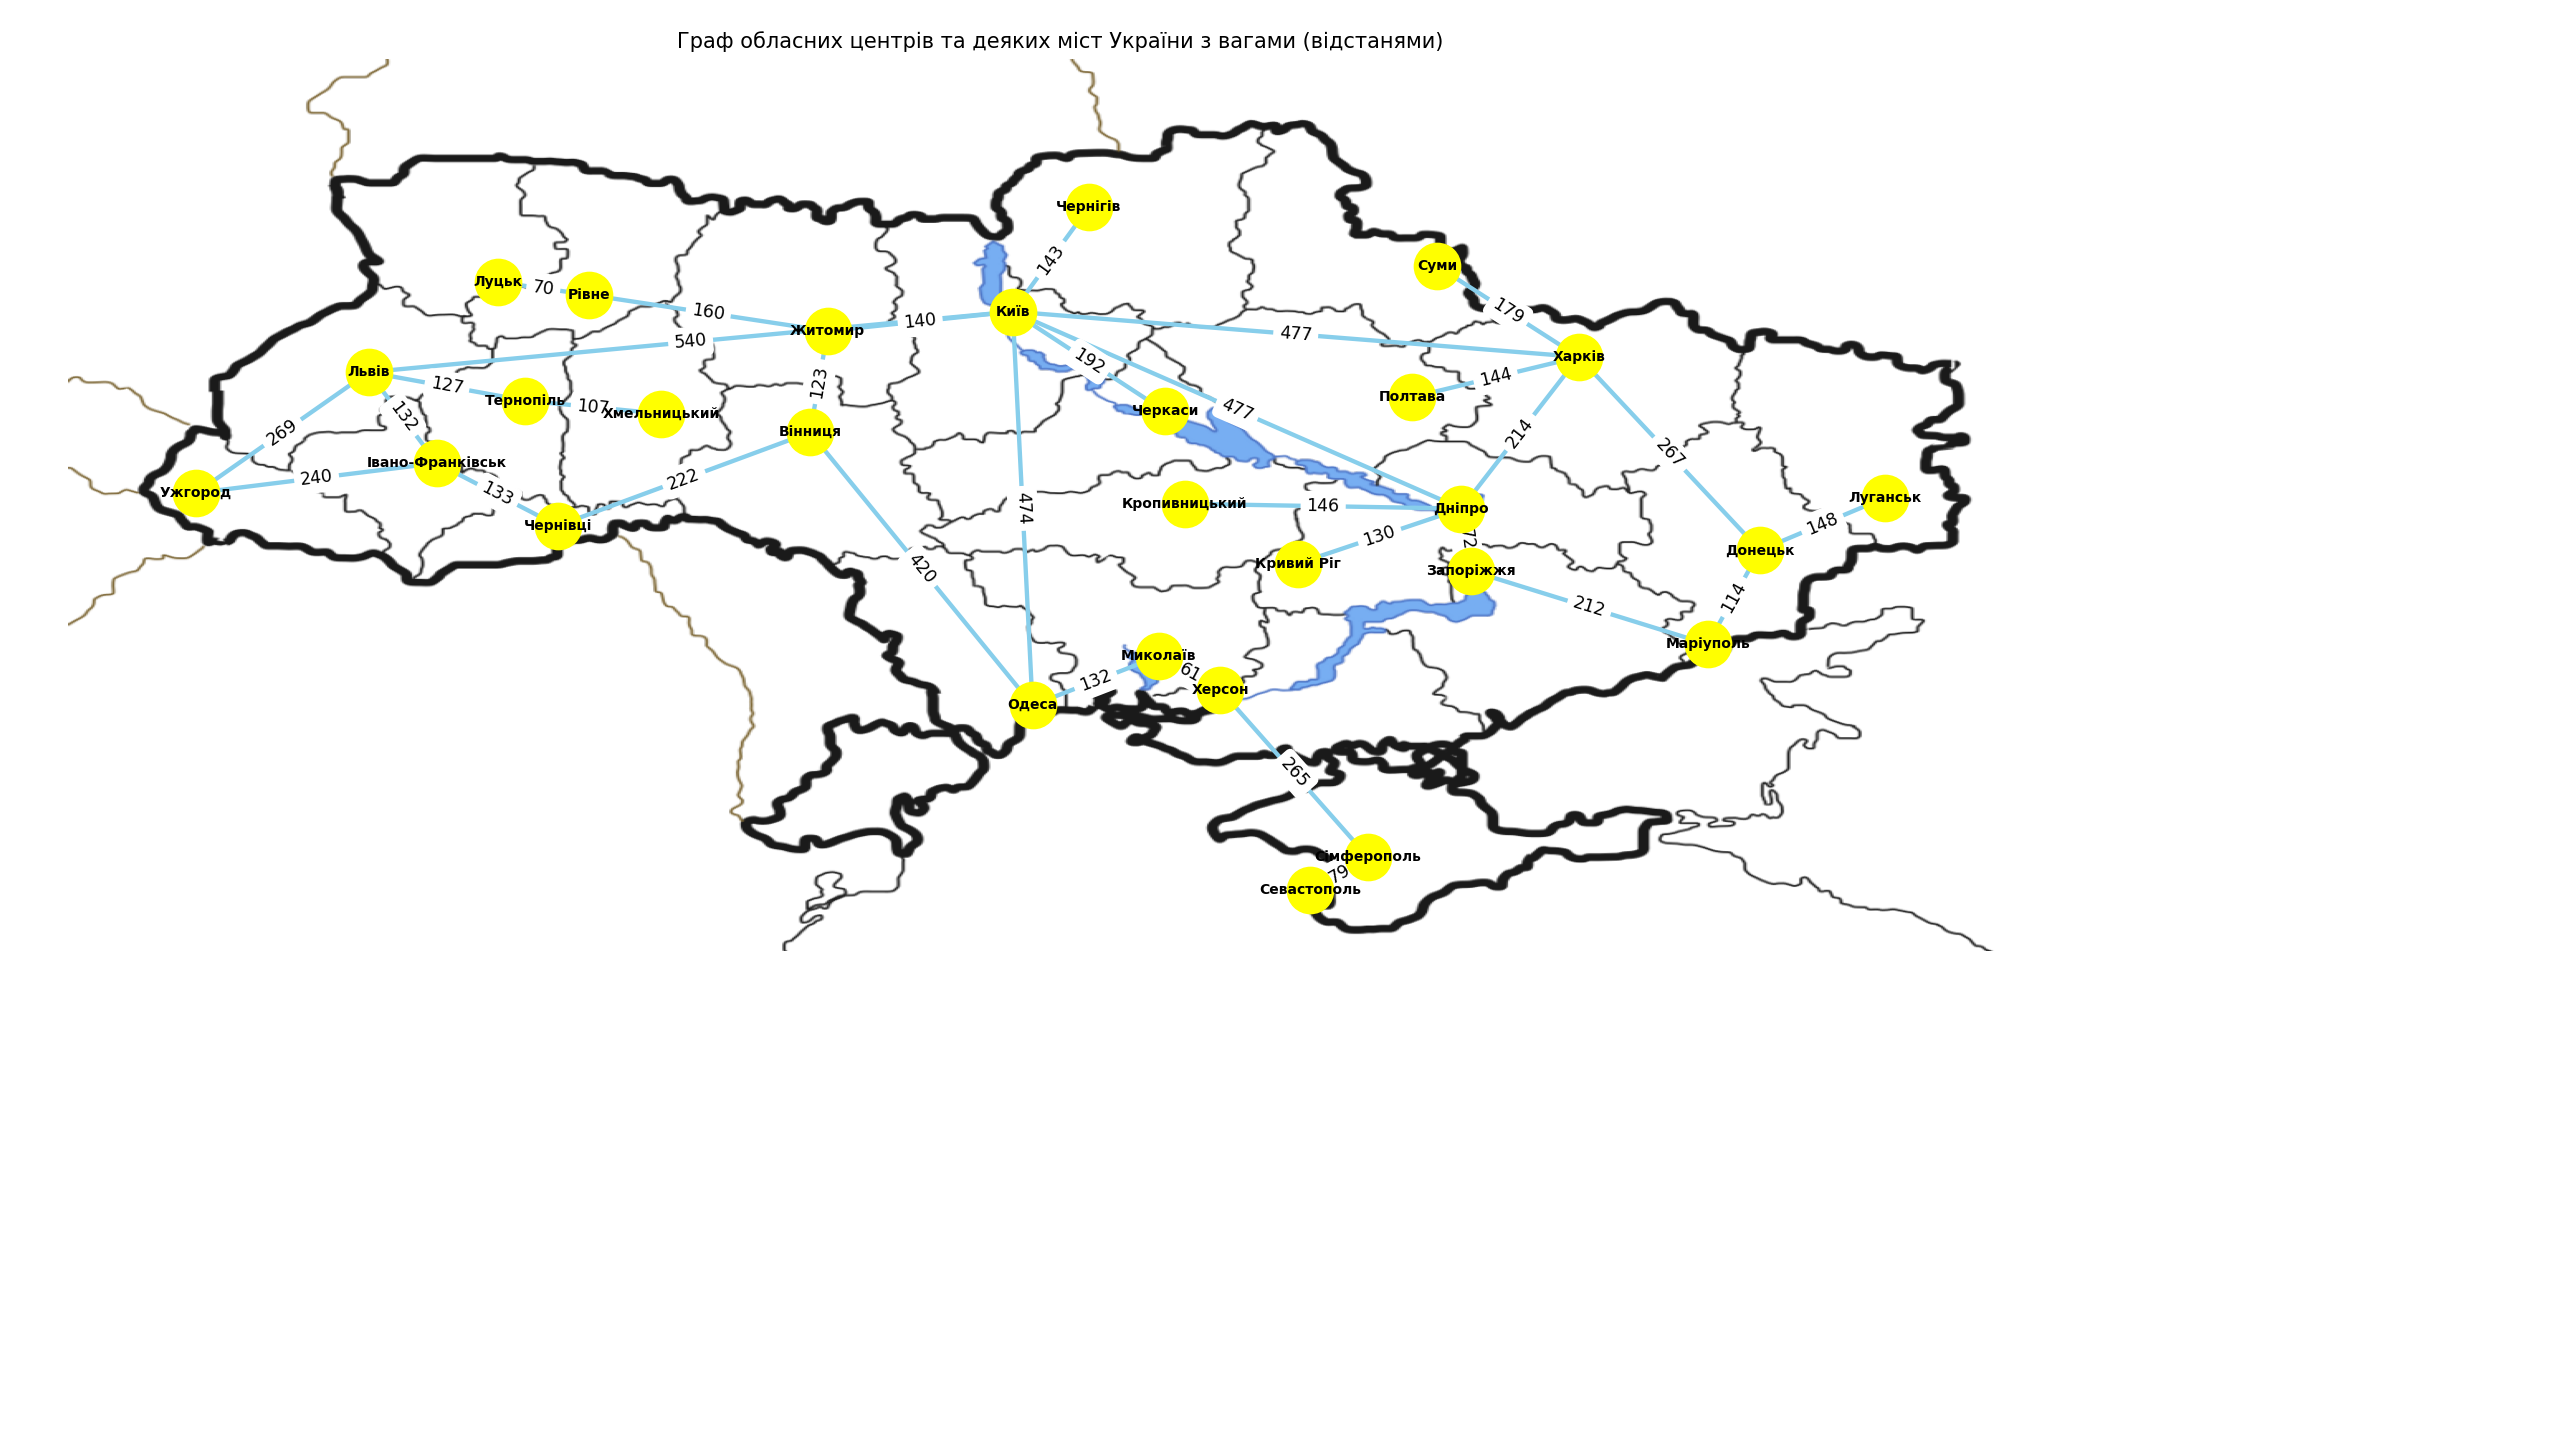 Граф обласних центрів та деяких міст України з вагами (відстанями)
Чернігів
143
Суми
Луцьк
70
Рівне
160
179
Київ
140
Житомир
477
540
Харків
192
Львів
127
123
144
Полтава
Тернопіль
107
Хмельницький
132
Черкаси
477
269
Вінниця
214
267
Івано-Франківськ
240
222
Ужгород
133
474
Кропивницький
146
Дніпро
Луганськ
Чернівці
148
130
72
Донецьк
420
Кривий Ріг
Запоріжжя
114
212
Маріуполь
Миколаїв
61
132
Херсон
Одеса
265
Сімферополь
79
Севастополь